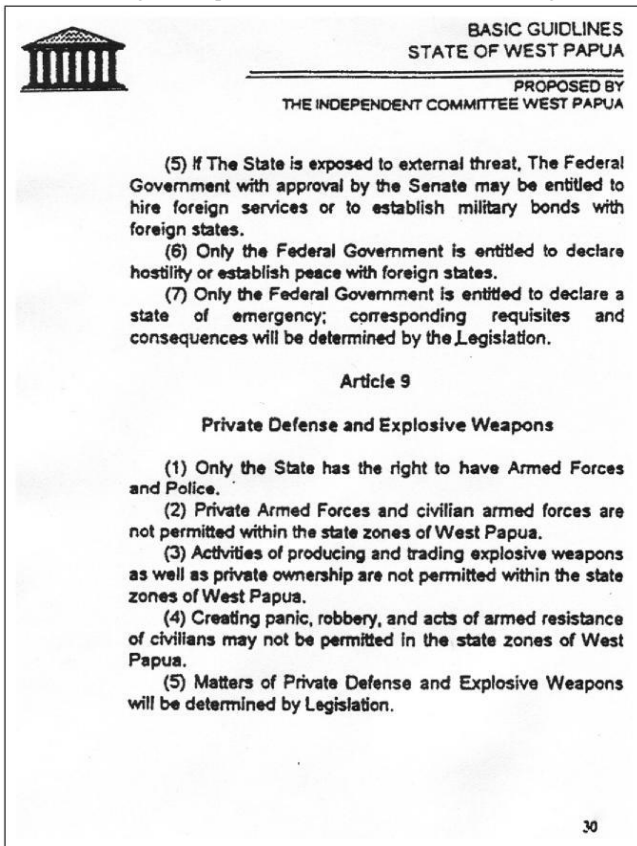 BASIC GUIDLINES
STATE OF WEST PAPUA
PROPOSED BY
THE INDEPENDENT COMMITTEE WEST PAPUA
(5) If The State is exposed to external threat, The Federal
Government with approval by the Senate may be entitled to
hire foreign services or to establish military bonds with
foreign states.
(6) Only the Federal Government is entitled to declare
hostility or establish peace with foreign states.
(7) Only the Federal Government is entitled to declare a
state of emergency; corresponding requisites and
consequences will be determined by the Legislation.
Article 9
Private Defense and Explosive Weapons
(1) Only the State has the right to have Armed Forces
and Police.
(2) Private Armed Forces and civilian armed forces are
not permitted within the state zones of West Papua.
(3) Activities of producing and trading explosive weapons
as well as private ownership are not permitted within the state
zones of West Papua.
(4) Creating panic, robbery, and acts of armed resistance
of civilians may not be permitted in the state zones of West
Papua.
(5) Matters of Private Defense and Explosive Weapons
will be determined by Legislation.
30